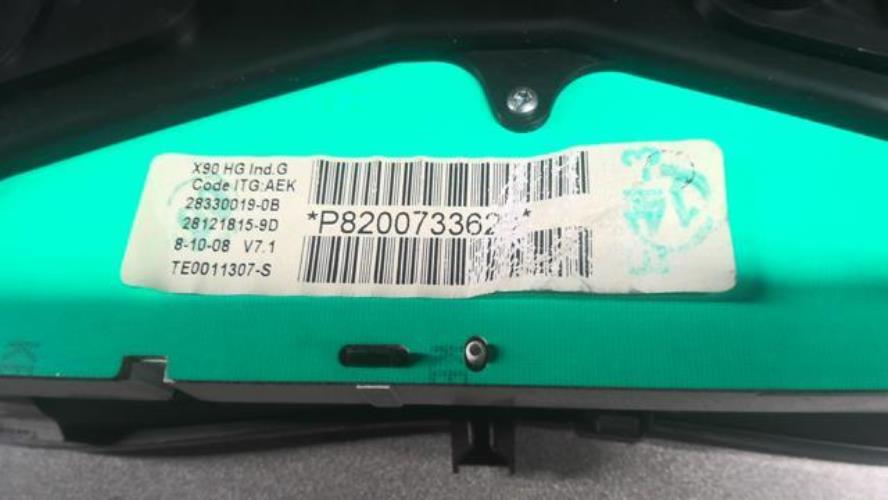 X90 HG Ind.G
Code ITG:AEK
28330019-0B
28121815-9D
8-10-08 V7.1
TE0011307-S